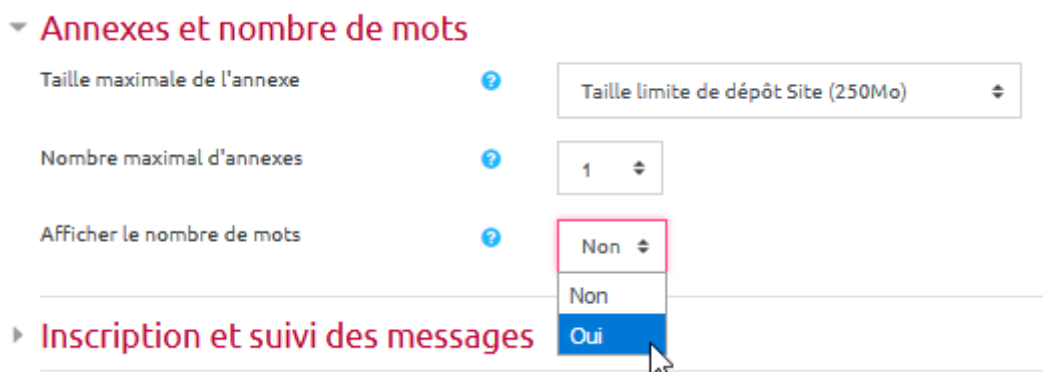 Annexes et nombre de mots
Taille maximale de l'annexe
Taille limite de dépôt Site (250Mo)
Nombre maximal d'annexes
1
Afficher le nombre de mots
Non
Non
Oui
Inscription et suivi des messages